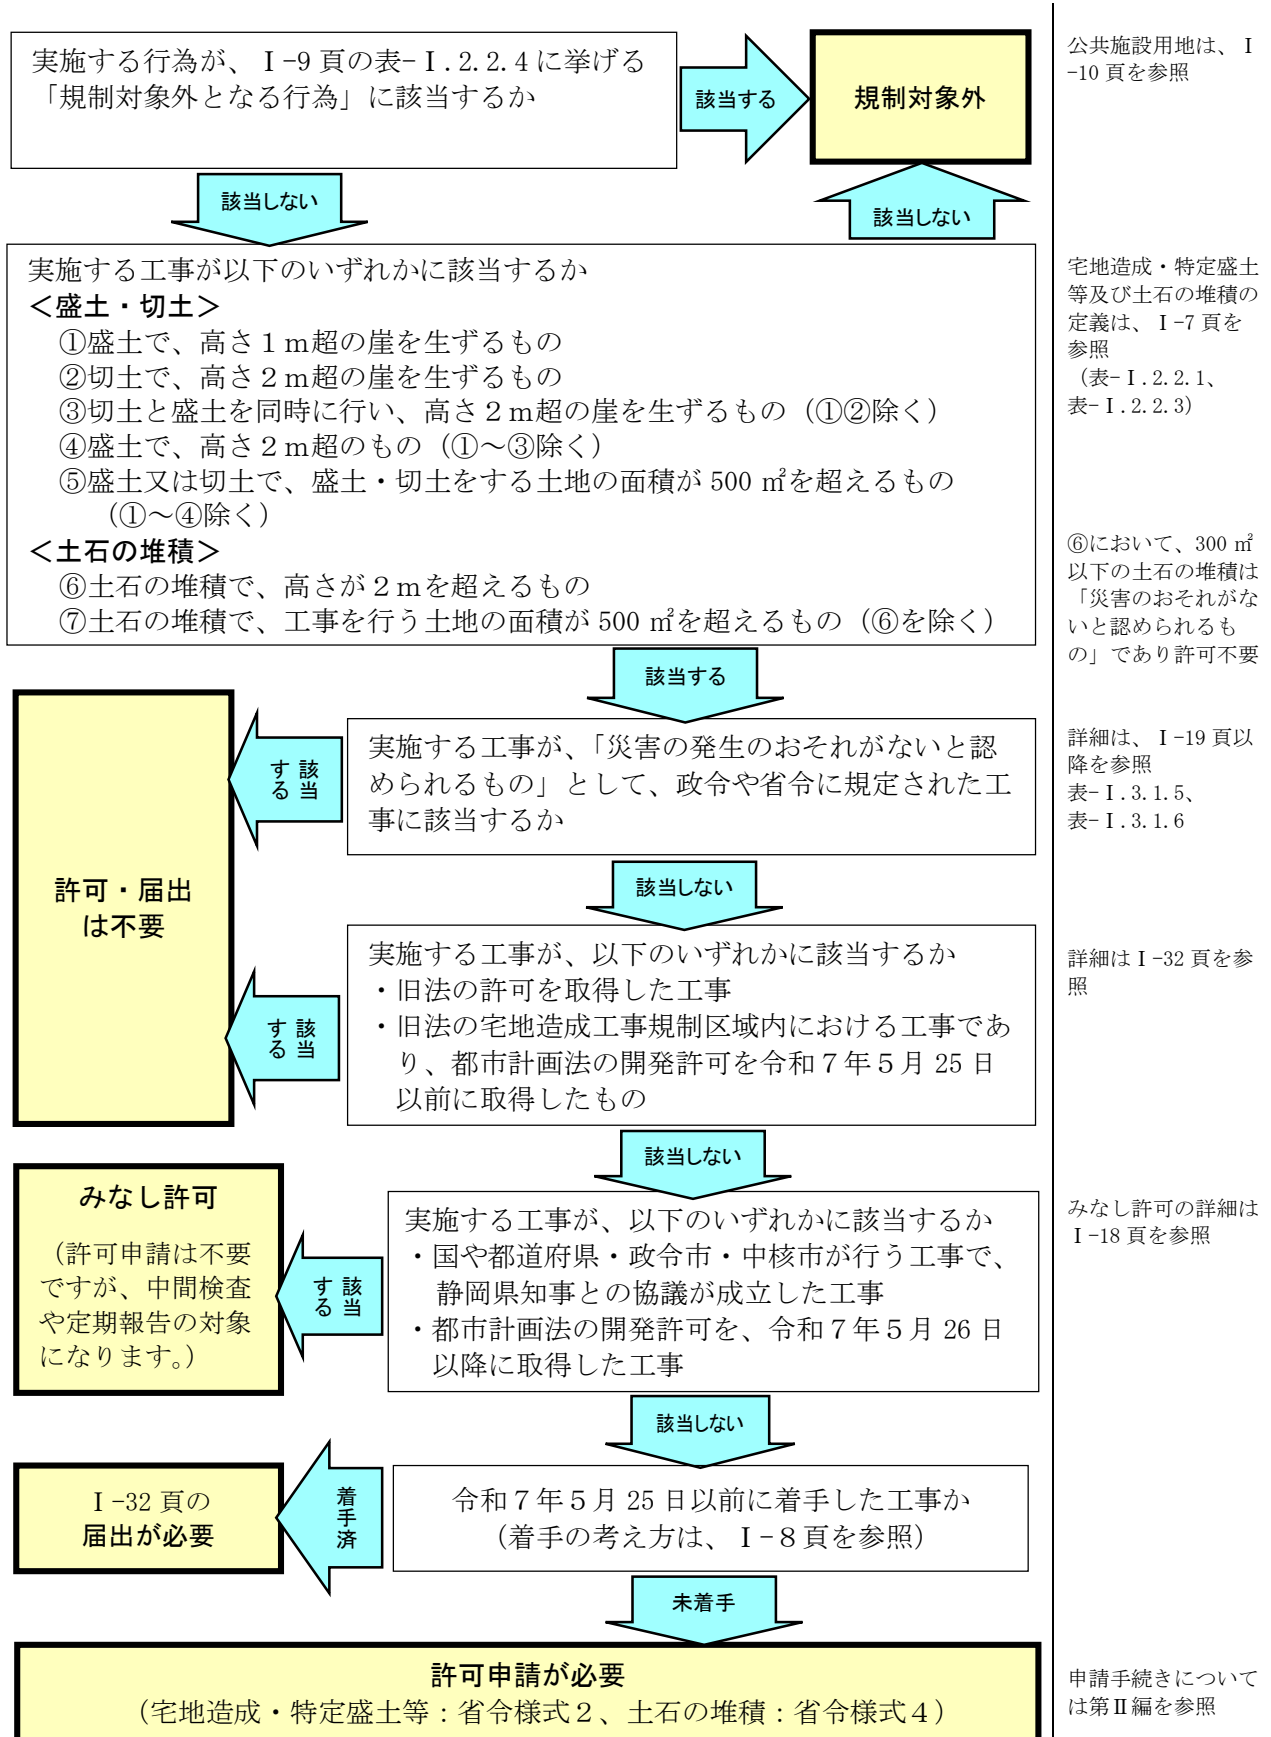 実施する行為が、Ⅰ-9 頁の表-Ⅰ.2.2.4 に挙げる
「規制対象外となる行為」に該当するか
該当する
規制対象外
公共施設用地は、Ⅰ
-10 頁を参照
該当しない
該当しない
実施する工事が以下のいずれかに該当するか
＜盛土・切土＞
①盛土で、高さ１ｍ超の崖を生ずるもの
②切土で、高さ２ｍ超の崖を生ずるもの
③切土と盛土を同時に行い、高さ２ｍ超の崖を生ずるもの（①②除く）
④盛土で、高さ２ｍ超のもの（①～③除く）
⑤盛土又は切土で、盛土・切土をする土地の面積が 500 ㎡を超えるもの
（①～④除く）
＜土石の堆積＞
⑥土石の堆積で、高さが２ｍを超えるもの
⑦土石の堆積で、工事を行う土地の面積が 500 ㎡を超えるもの（⑥を除く）
宅地造成・特定盛土
等及び土石の堆積の
定義は、Ⅰ-7 頁を
参照
（表-Ⅰ.2.2.1、
表-Ⅰ.2.2.3）
⑥において、300 ㎡
以下の土石の堆積は
「災害のおそれがな
いと認められるも
の」であり許可不要
該当する
実施する工事が、「災害の発生のおそれがないと認
められるもの」として、政令や省令に規定された工
事に該当するか
該当
する
詳細は、Ⅰ-19 頁以
降を参照
表-Ⅰ.3.1.5、
表-Ⅰ.3.1.6
許可・届出
は不要
該当しない
実施する工事が、以下のいずれかに該当するか
・旧法の許可を取得した工事
・旧法の宅地造成工事規制区域内における工事であ
り、都市計画法の開発許可を令和７年５月 25 日
以前に取得したもの
該当
する
詳細はⅠ-32 頁を参
照
該当しない
みなし許可
（許可申請は不要
ですが、中間検査
や定期報告の対象
になります。）
該当
する
実施する工事が、以下のいずれかに該当するか
・国や都道府県・政令市・中核市が行う工事で、
静岡県知事との協議が成立した工事
・都市計画法の開発許可を、令和７年５月 26 日
以降に取得した工事
みなし許可の詳細は
Ⅰ-18 頁を参照
該当しない
Ⅰ-32 頁の
届出が必要
着手済
令和７年５月 25 日以前に着手した工事か
（着手の考え方は、Ⅰ-８頁を参照）
未着手
許可申請が必要
（宅地造成・特定盛土等：省令様式２、土石の堆積：省令様式４）
申請手続きについて
は第Ⅱ編を参照